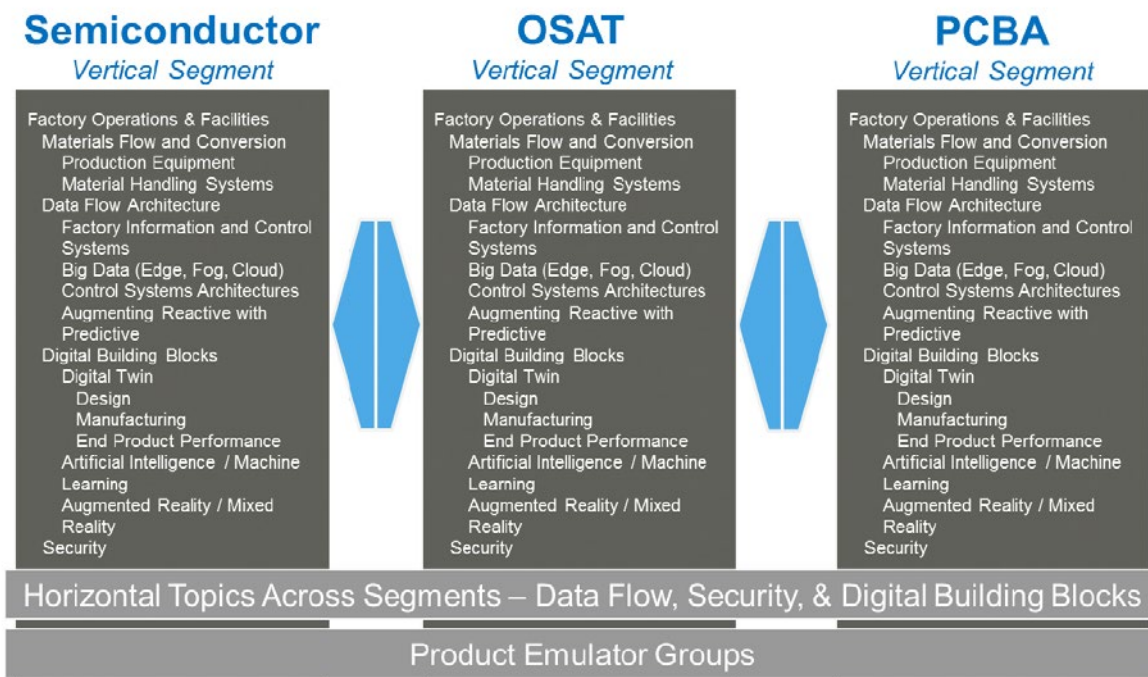 Semiconductor
Vertical Segment
Factory Operations & Facilities
Materials Flow and Conversion
Production Equipment
Material Handling Systems
Data Flow Architecture
Factory Information and Control
Systems
Big Data (Edge, Fog, Cloud)
Control Systems Architectures
Augmenting Reactive with
Predictive
Digital Building Blocks
Digital Twin
Design
Manufacturing
End Product Performance
Artificial Intelligence / Machine
Learning
Augmented Reality / Mixed
Reality
Security
OSAT
Vertical Segment
Factory Operations & Facilities
Materials Flow and Conversion
Production Equipment
Material Handling Systems
Data Flow Architecture
Factory Information and Control
Systems
Big Data (Edge, Fog, Cloud)
Control Systems Architectures
Augmenting Reactive with
Predictive
Digital Building Blocks
Digital Twin
Design
Manufacturing
End Product Performance
Artificial Intelligence / Machine
Learning
Augmented Reality / Mixed
Reality
Security
PCBA
Vertical Segment
Factory Operations & Facilities
Materials Flow and Conversion
Production Equipment
Material Handling Systems
Data Flow Architecture
Factory Information and Control
Systems
Big Data (Edge, Fog, Cloud)
Control Systems Architectures
Augmenting Reactive with
Predictive
Digital Building Blocks
Digital Twin
Design
Manufacturing
End Product Performance
Artificial Intelligence / Machine
Learning
Augmented Reality / Mixed
Reality
Security
Horizontal Topics Across Segments – Data Flow, Security, & Digital Building Blocks
Product Emulator Groups